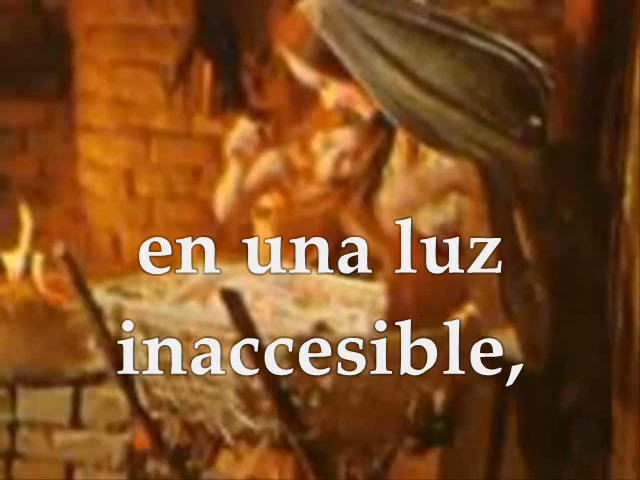 en una luz
inaccesible,